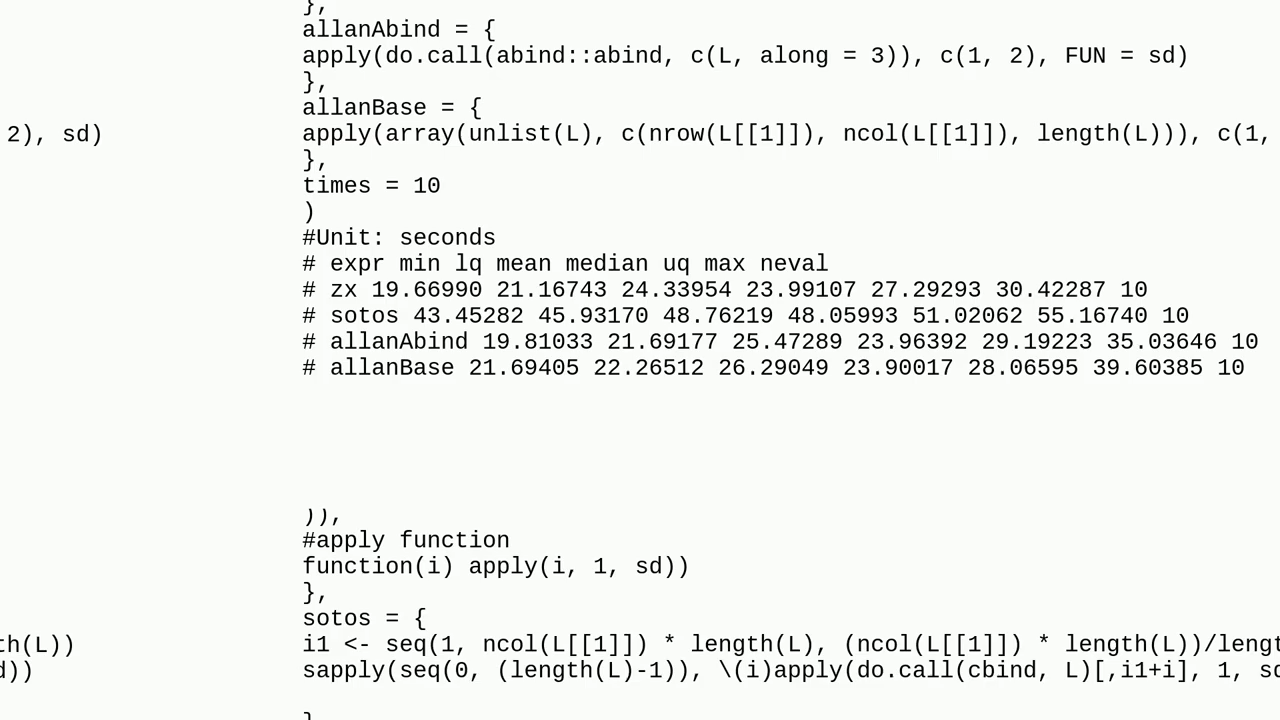 },
allanAbind = {
apply(do.call(abind::abind, c(L, along = 3)), c(1, 2), FUN = sd)
},
allanBase = {
2), sd)
apply(array(unlist(L), c(nrow(L[[1]]), ncol(L[[1]]), length(L))), c(1,
},
times = 10
)
#Unit: seconds
# expr min lq mean median uq max neval
# zx 19.66990 21.16743 24.33954 23.99107 27.29293 30.42287 10
# sotos 43.45282 45.93170 48.76219 48.05993 51.02062 55.16740 10
# allanAbind 19.81033 21.69177 25.47289 23.96392 29.19223 35.03646 10
# allanBase 21.69405 22.26512 26.29049 23.90017 28.06595 39.60385 10
)),
#apply function
function(i) apply(i, 1, sd))
},
sotos = {
th(L))
i1 <- seq(1, ncol(L[[1]]) * length(L), (ncol(L[[1]]) * length(L))/lengt
d))
sapply(seq(0, (length(L)-1)), \(i)apply(do.call(cbind, L)[,i1+i], 1, sd
}